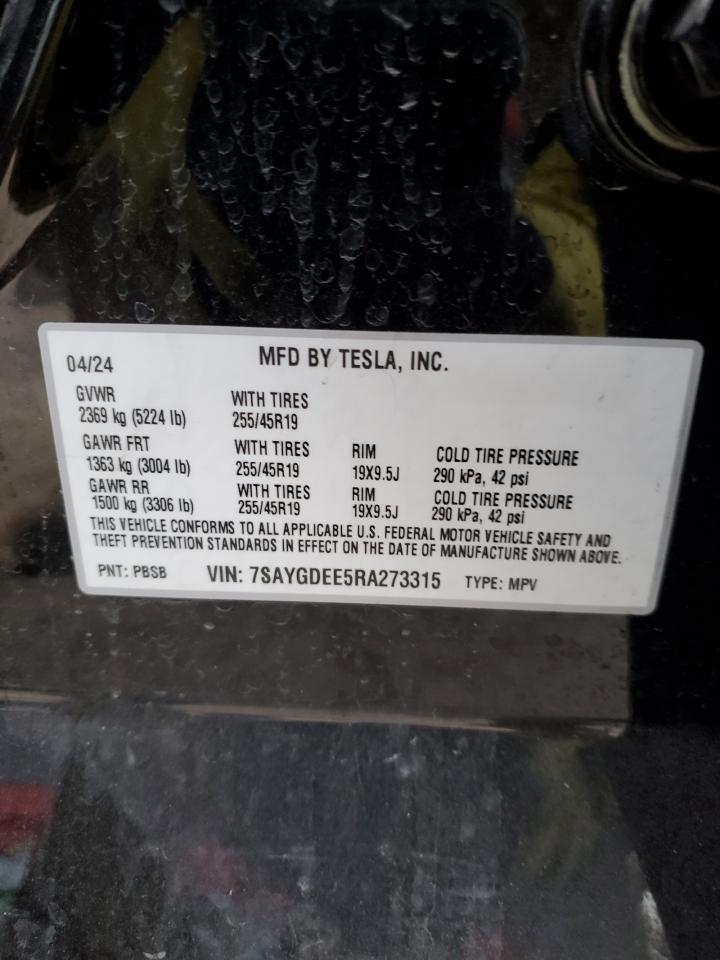 04/24 MFD BY TESLA, INC.
GVWR WITH TIRES
2369 kg (5224 lb) 255/45R19
GAWR FRT WITH TIRES RIM COLD TIRE PRESSURE
1363 kg (3004 lb) 255/45R19 19X9.5J 290 kPa, 42 psi
GAWR RR WITH TIRES RIM COLD TIRE PRESSURE
1500 kg (3306 lb) 255/45R19 19X9.5J 290 kPa, 42 psi
THIS VEHICLE CONFORMS TO ALL APPLICABLE U.S. FEDERAL MOTOR VEHICLE SAFETY AND
THEFT PREVENTION STANDARDS IN EFFECT ON THE DATE OF MANUFACTURE SHOWN ABOVE.
PNT: PBSB VIN: 7SAYGDEE5RA273315 TYPE: MPV